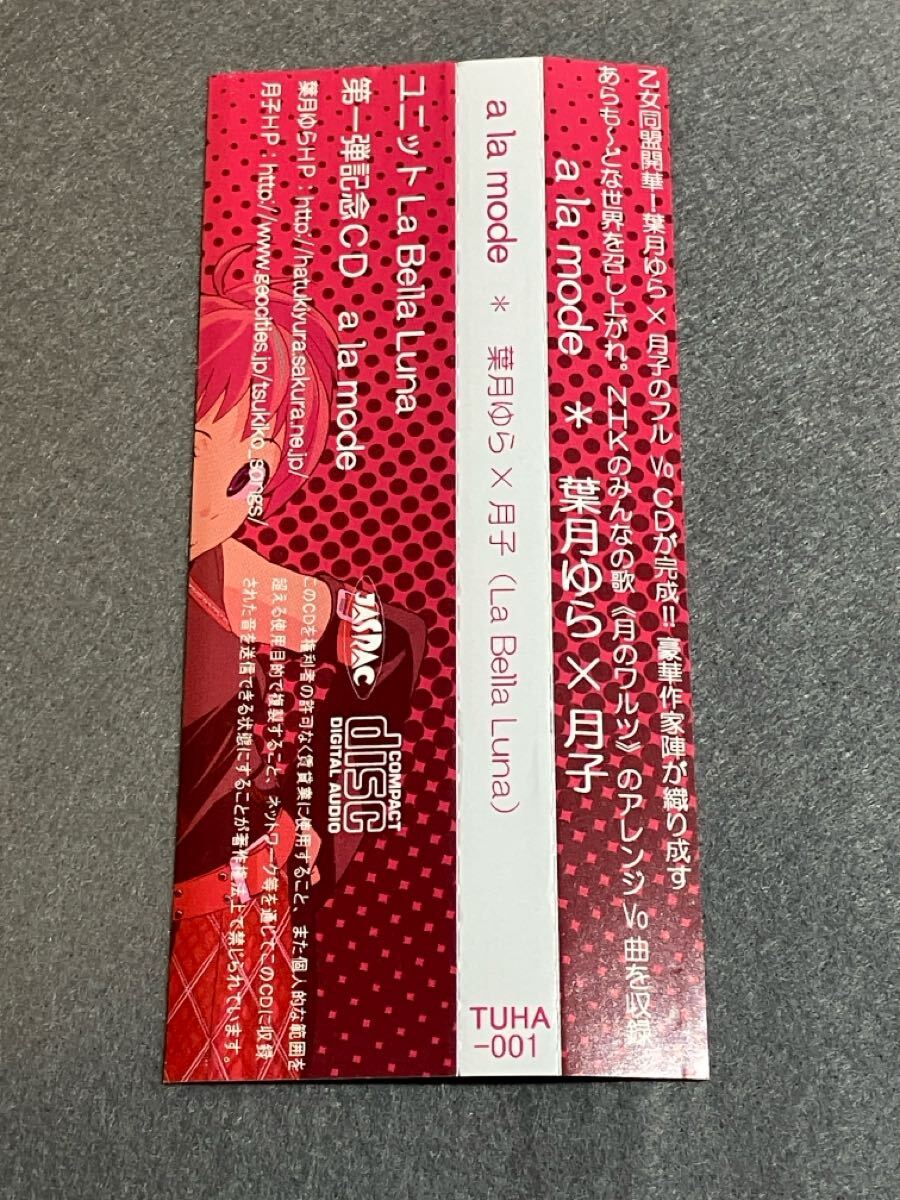 乙女同盟開華!葉月ゆら×月子のフルVo CDが完成!!豪華作家陣が織り成す
あらも～どな世界を召し上がれ。NHKのみんなの歌《月のワルツ》のアレンジVo曲を収録
a la mode * 葉月ゆら×月子
a la mode * 葉月ゆら×月子(La Bella Luna)
TUHA
-001
ユニットLa Bella Luna
第一弾記念CD a la mode
葉月ゆらHP:http://hatukiyura.sakura.ne.jp/
月子HP:http://www.geocities.jp/tsukiko_songs/
JASRAC
COMPACT
disc
DIGITAL AUDIO
このCDを権利者の許可なく賃貸業に使用すること、また個人的な範囲を
超える使用目的で複製すること、ネットワーク等を通じてこのCDに収録
された音を送信できる状態にすることが著作権法上で禁じられています。